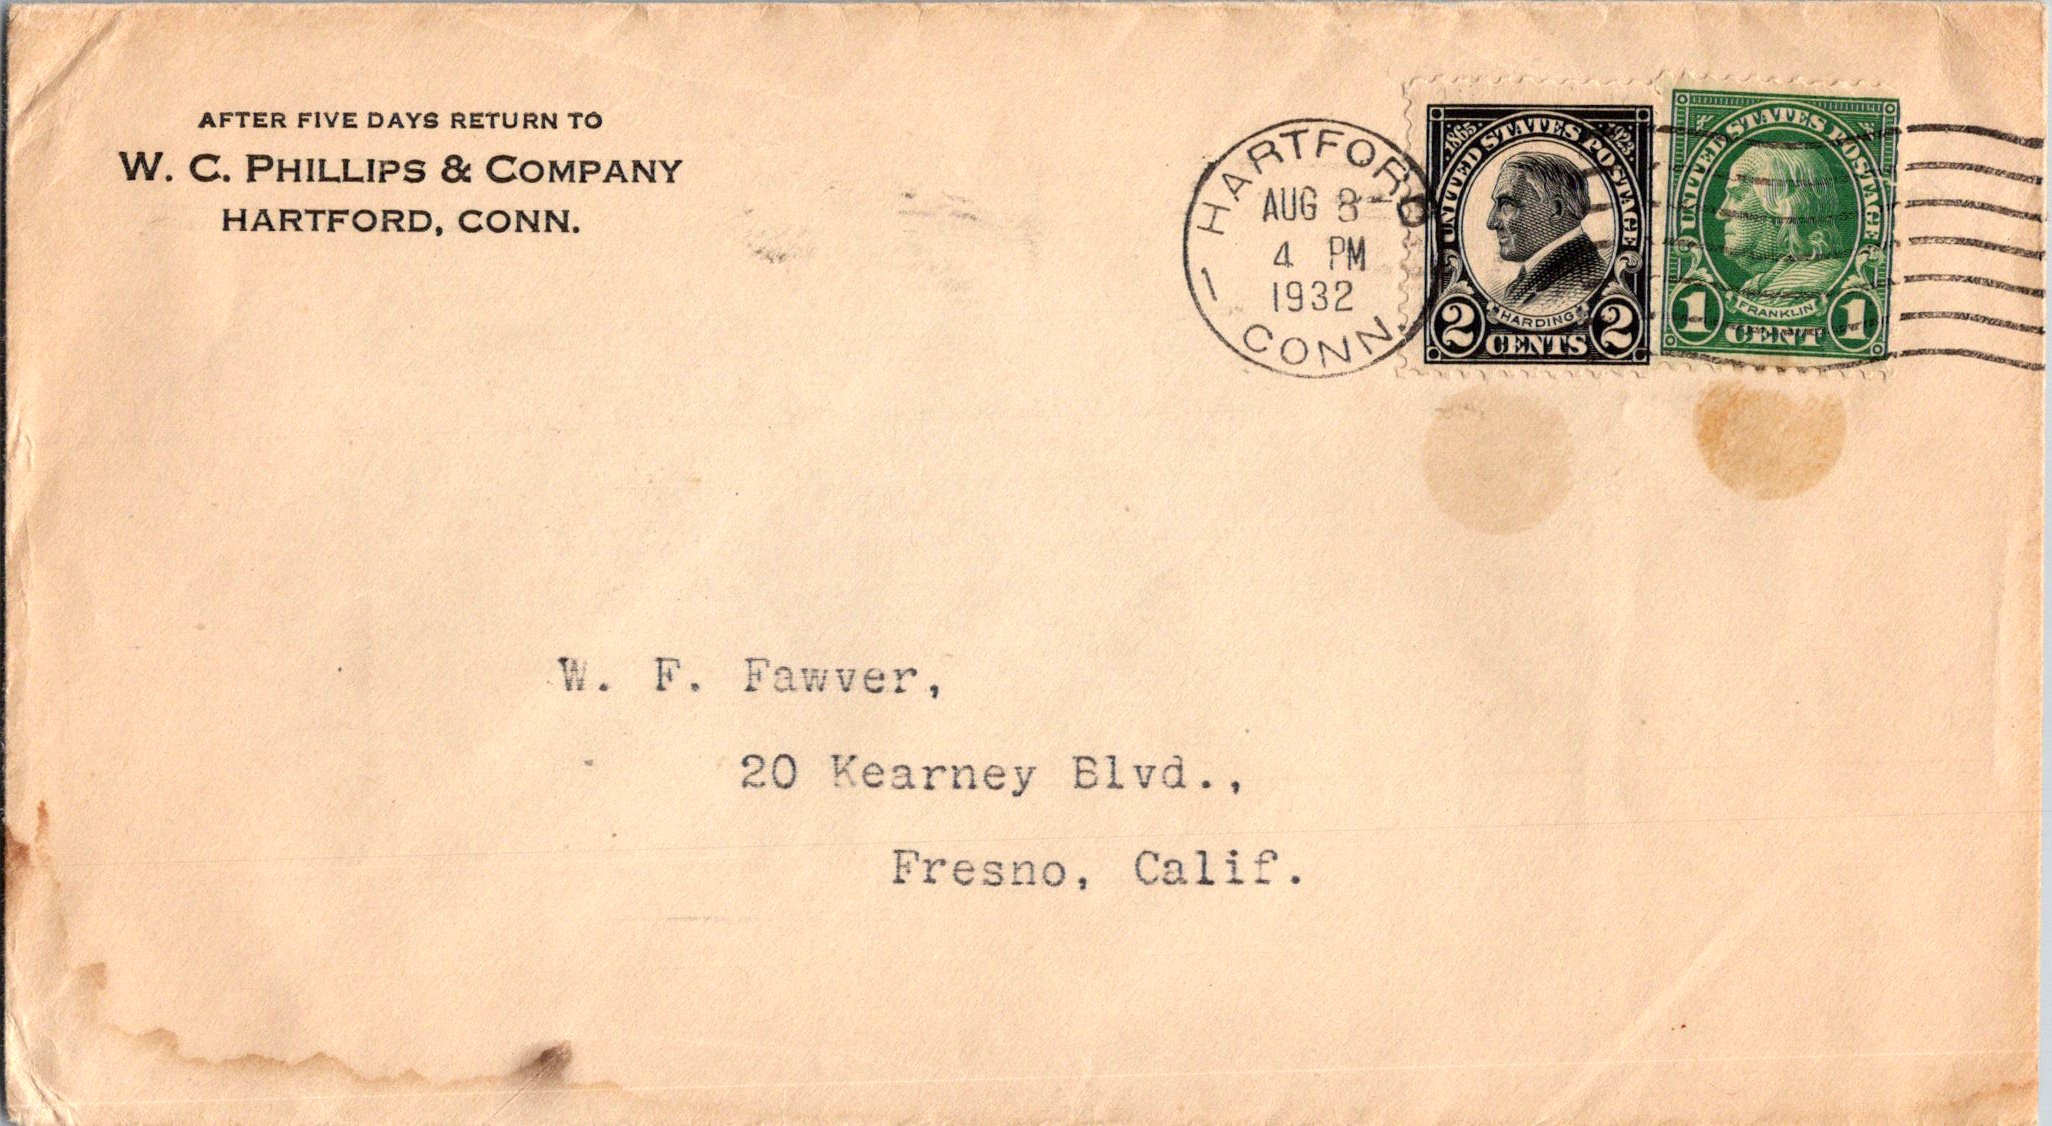 AFTER FIVE DAYS RETURN TO
W. C. PHILLIPS & COMPANY
HARTFORD, CONN.
HARTFORD
AUG 8
4 PM
1932
CONN.
1865 1923
UNITED STATES POSTAGE
HARDING
2 CENTS 2
UNITED STATES POSTAGE
FRANKLIN
1 CENT 1
W. F. Fawver,
20 Kearney Blvd.,
Fresno, Calif.